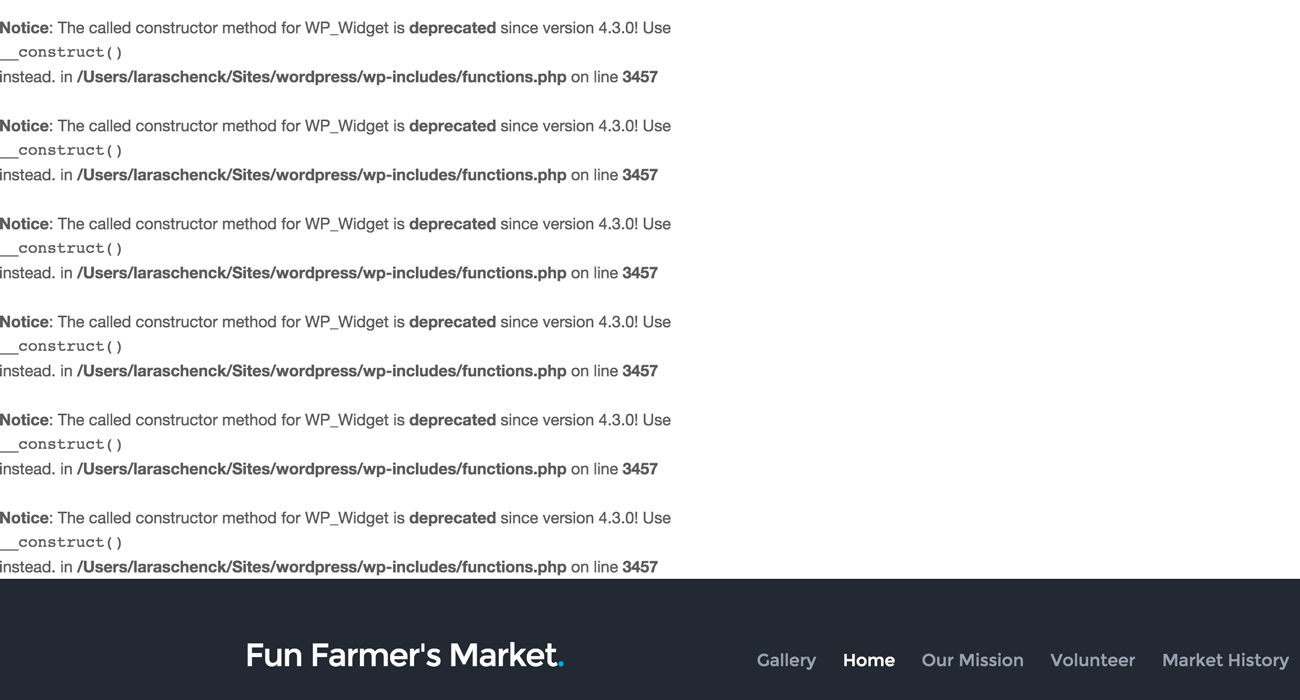 Notice: The called constructor method for WP_Widget is deprecated since version 4.3.0! Use
__construct()
instead. in /Users/laraschenck/Sites/wordpress/wp-includes/functions.php on line 3457
Notice: The called constructor method for WP_Widget is deprecated since version 4.3.0! Use
__construct()
instead. in /Users/laraschenck/Sites/wordpress/wp-includes/functions.php on line 3457
Notice: The called constructor method for WP_Widget is deprecated since version 4.3.0! Use
__construct()
instead. in /Users/laraschenck/Sites/wordpress/wp-includes/functions.php on line 3457
Notice: The called constructor method for WP_Widget is deprecated since version 4.3.0! Use
__construct()
instead. in /Users/laraschenck/Sites/wordpress/wp-includes/functions.php on line 3457
Notice: The called constructor method for WP_Widget is deprecated since version 4.3.0! Use
__construct()
instead. in /Users/laraschenck/Sites/wordpress/wp-includes/functions.php on line 3457
Notice: The called constructor method for WP_Widget is deprecated since version 4.3.0! Use
__construct()
instead. in /Users/laraschenck/Sites/wordpress/wp-includes/functions.php on line 3457
Fun Farmer's Market.
Gallery Home Our Mission Volunteer Market History